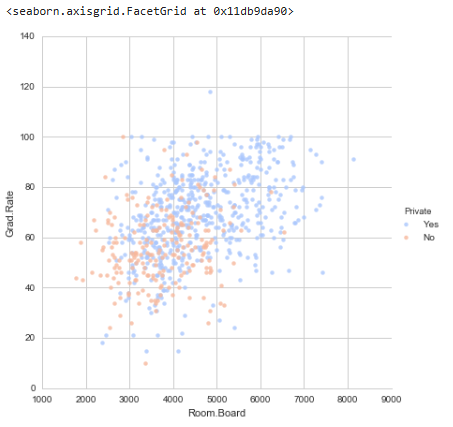 <seaborn.axisgrid.FacetGrid at 0x11db9da90>
140
120
100
80
60
40
20
0
Grad.Rate
1000 2000 3000 4000 5000 6000 7000 8000 9000
Room.Board
Private
Yes
No